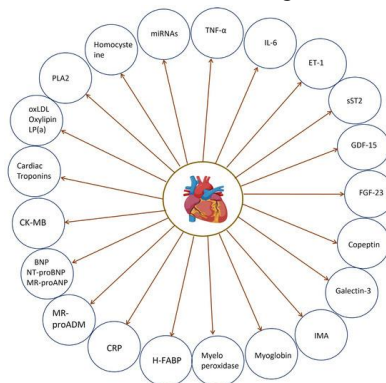 TNF-α
IL-6
ET-1
sST2
GDF-15
FGF-23
Copeptin
Galectin-3
IMA
Myoglobin
Myelo
peroxidase
H-FABP
CRP
MR-
proADM
BNP
NT-proBNP
MR-proANP
CK-MB
Cardiac
Troponins
oxLDL
Oxylipin
LP(a)
PLA2
Homocyste
ine
miRNAs